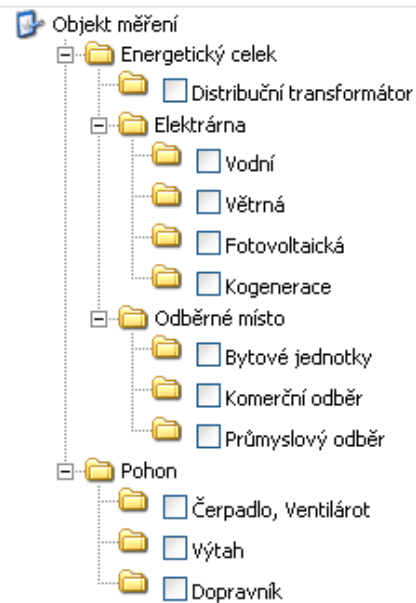 Objekt měření
Energetický celek
Distribuční transformátor
Elektrárna
Vodní
Větrná
Fotovoltaická
Kogenerace
Odběrné místo
Bytové jednotky
Komerční odběr
Průmyslový odběr
Pohon
Čerpadlo, Ventilárot
Výtah
Dopravník